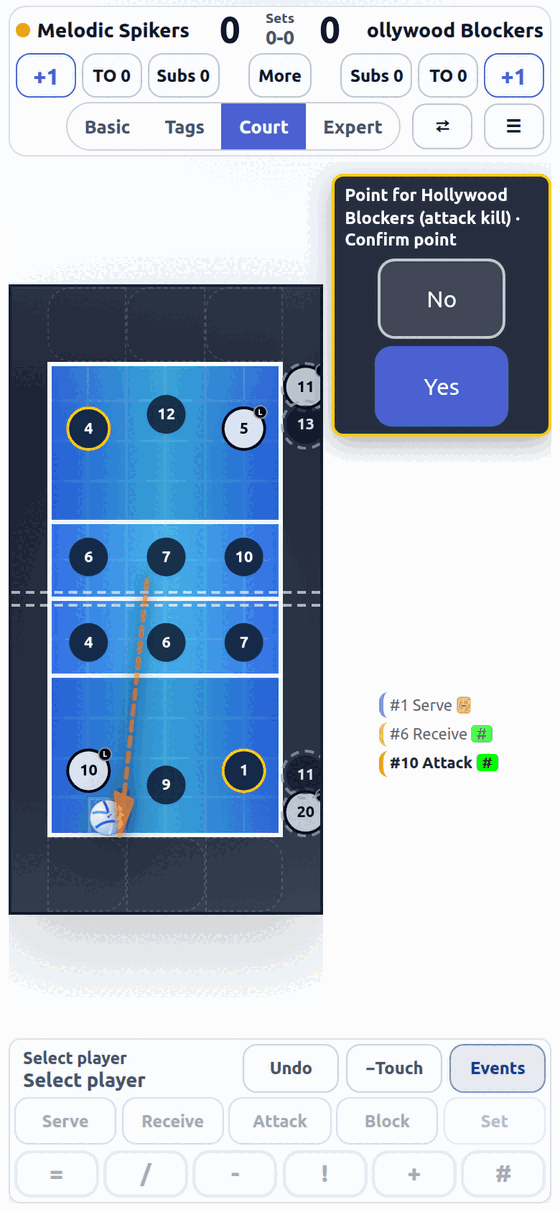 Melodic Spikers 0 Sets 0-0 0 ollywood Blockers
+1 TO 0 Subs 0 More Subs 0 TO 0 +1
Basic Tags Court Expert ⇄ ☰
Point for Hollywood
Blockers (attack kill) ·
Confirm point
No
Yes
11
4 12 5 L
13
6 7 10
4 6 7
10 L 9 1
11
20
#1 Serve
#6 Receive #
#10 Attack #
Select player
Select player
Undo −Touch Events
Serve Receive Attack Block Set
= / - ! + #